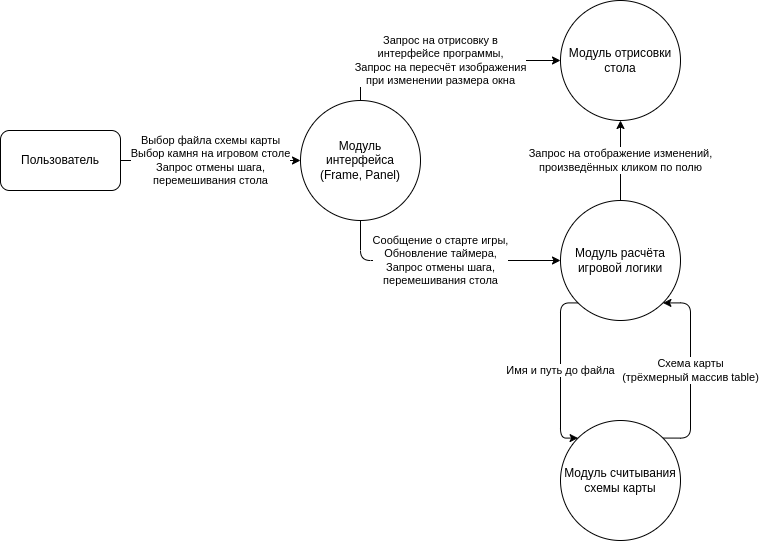 Запрос на отрисовку в
интерфейсе программы,
Запрос на пересчёт изображения
при изменении размера окна
Модуль отрисовки
стола
Пользователь
Выбор файла схемы карты
Выбор камня на игровом столе,
Запрос отмены шага,
перемешивания стола
Модуль
интерфейса
(Frame, Panel)
Запрос на отображение изменений,
произведённых кликом по полю
Сообщение о старте игры,
Обновление таймера,
Запрос отмены шага,
перемешивания стола
Модуль расчёта
игровой логики
Имя и путь до файла
Схема карты
(трёхмерный массив table)
Модуль считывания
схемы карты